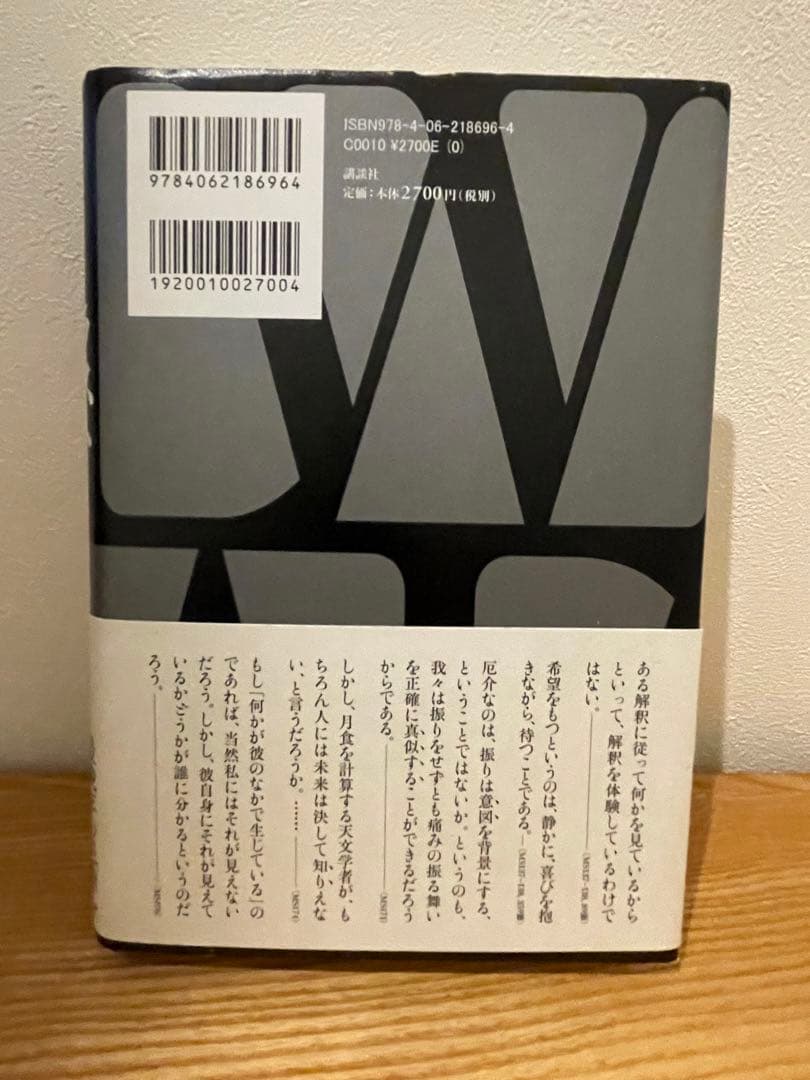 9784062186964
1920010027004
ISBN978-4-06-218696-4
C0010 ¥2700E (0)
講談社
定価:本体2700円(税別)
ある解釈に従って何かを見ているから
といって、解釈を体験しているわけで
はない。
希望をもつというのは、静かに、喜びを抱
きながら、待つことである。
厄介なのは、振りは意図を背景にする、
ということではないか。というのも、
我々は振りをせずとも痛みの振る舞い
を正確に真似することができるだろう
からである。
しかし、月食を計算する天文学者が、も
ちろん人には未来は決して知りえな
い、と言うだろうか。……
もし「何かが彼のなかで生じている」の
であれば、当然私にはそれが見えない
だろう。しかし、彼自身にそれが見えて
いるかどうかが誰に分かるというのだ
ろう。